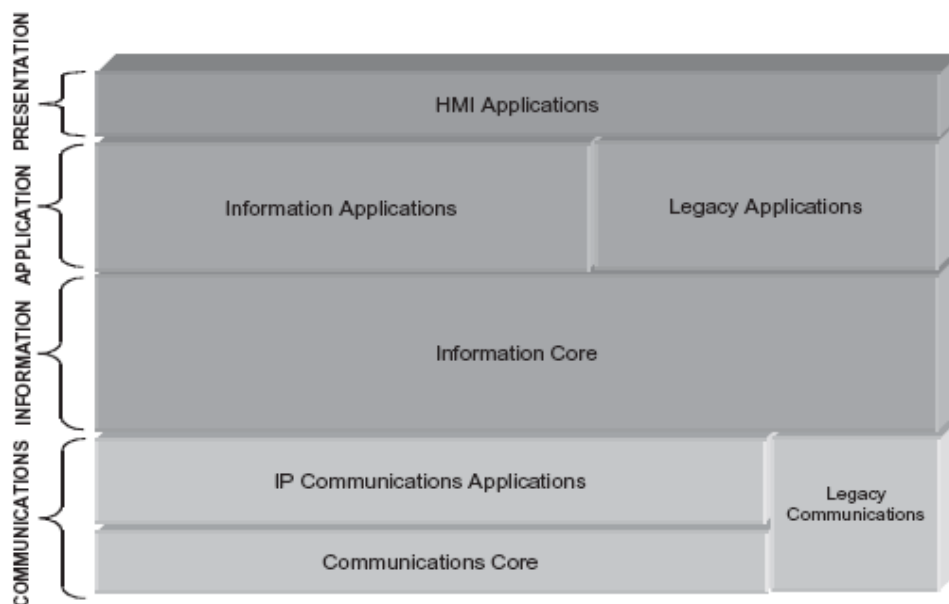 PRESENTATION
HMI Applications
APPLICATION
Information Applications
Legacy Applications
INFORMATION
Information Core
COMMUNICATIONS
IP Communications Applications
Legacy
Communications
Communications Core